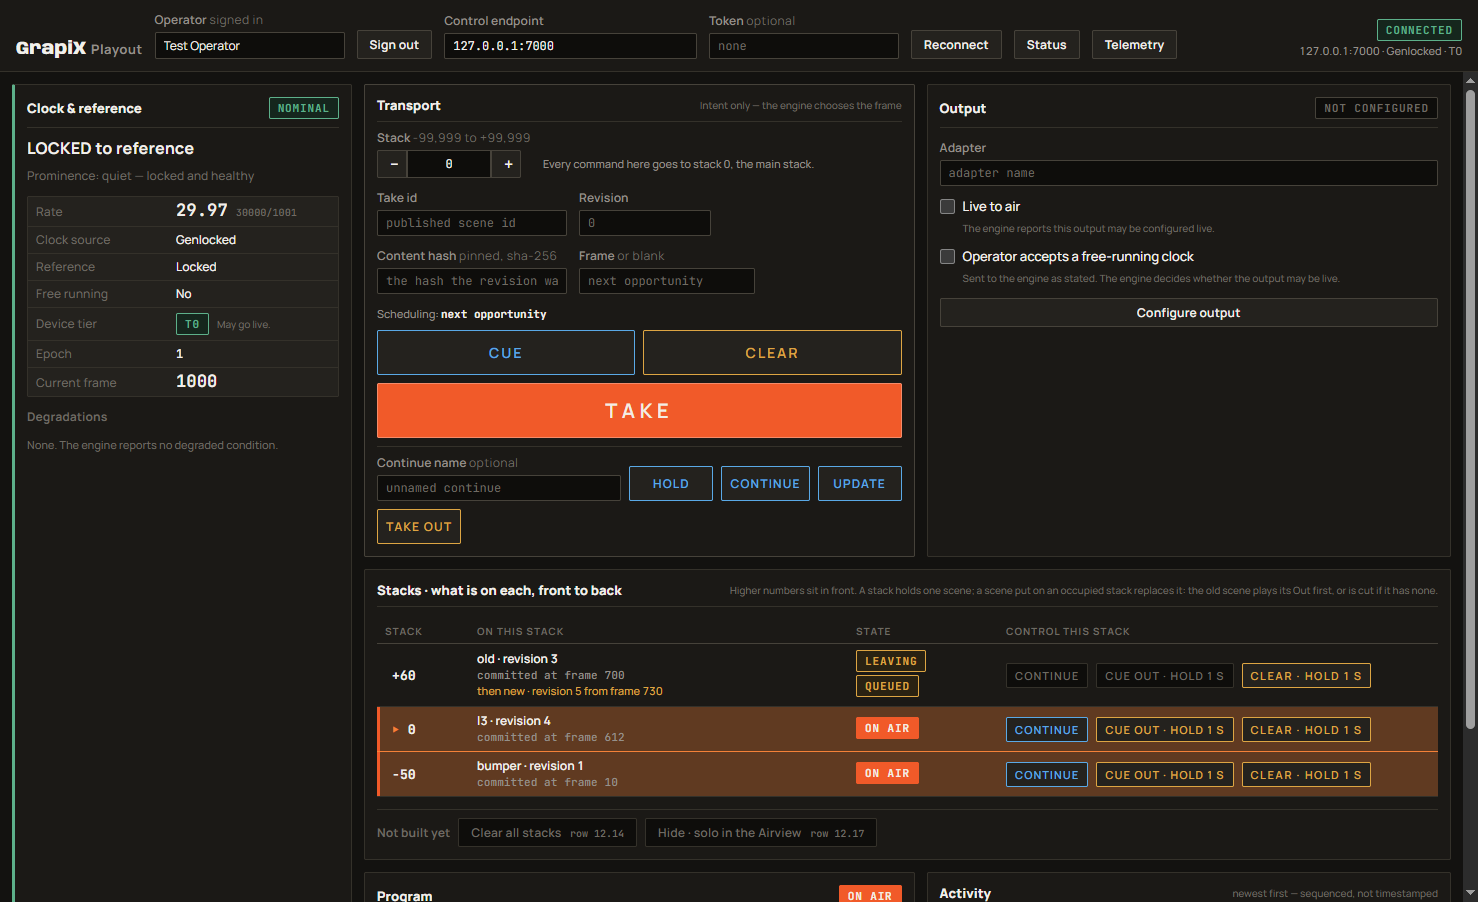 GrapiX Playout
Operator signed in
Test Operator
Sign out
Control endpoint
127.0.0.1:7000
Token optional
none
Reconnect
Status
Telemetry
CONNECTED
127.0.0.1:7000 · Genlocked · T0
Clock & reference
NOMINAL
LOCKED to reference
Prominence: quiet — locked and healthy
Rate 29.97 30000/1001
Clock source Genlocked
Reference Locked
Free running No
Device tier T0 May go live.
Epoch 1
Current frame 1000
Degradations
None. The engine reports no degraded condition.
Transport
Intent only — the engine chooses the frame
Stack -99,999 to +99,999
− 0 +
Every command here goes to stack 0, the main stack.
Take id
published scene id
Revision
0
Content hash pinned, sha-256
the hash the revision wa
Frame or blank
next opportunity
Scheduling: next opportunity
CUE
CLEAR
TAKE
Continue name optional
unnamed continue
HOLD
CONTINUE
UPDATE
TAKE OUT
Output
NOT CONFIGURED
Adapter
adapter name
Live to air
The engine reports this output may be configured live.
Operator accepts a free-running clock
Sent to the engine as stated. The engine decides whether the output may be live.
Configure output
Stacks · what is on each, front to back
Higher numbers sit in front. A stack holds one scene; a scene put on an occupied stack replaces it: the old scene plays its Out first, or is cut if it has none.
STACK ON THIS STACK STATE CONTROL THIS STACK
+60
old · revision 3
committed at frame 700
then new · revision 5 from frame 730
LEAVING
QUEUED
CONTINUE
CUE OUT · HOLD 1 S
CLEAR · HOLD 1 S
▸ 0
l3 · revision 4
committed at frame 612
ON AIR
CONTINUE
CUE OUT · HOLD 1 S
CLEAR · HOLD 1 S
-50
bumper · revision 1
committed at frame 10
ON AIR
CONTINUE
CUE OUT · HOLD 1 S
CLEAR · HOLD 1 S
Not built yet
Clear all stacks row 12.14
Hide · solo in the Airview row 12.17
Program
ON AIR
Activity
newest first — sequenced, not timestamped